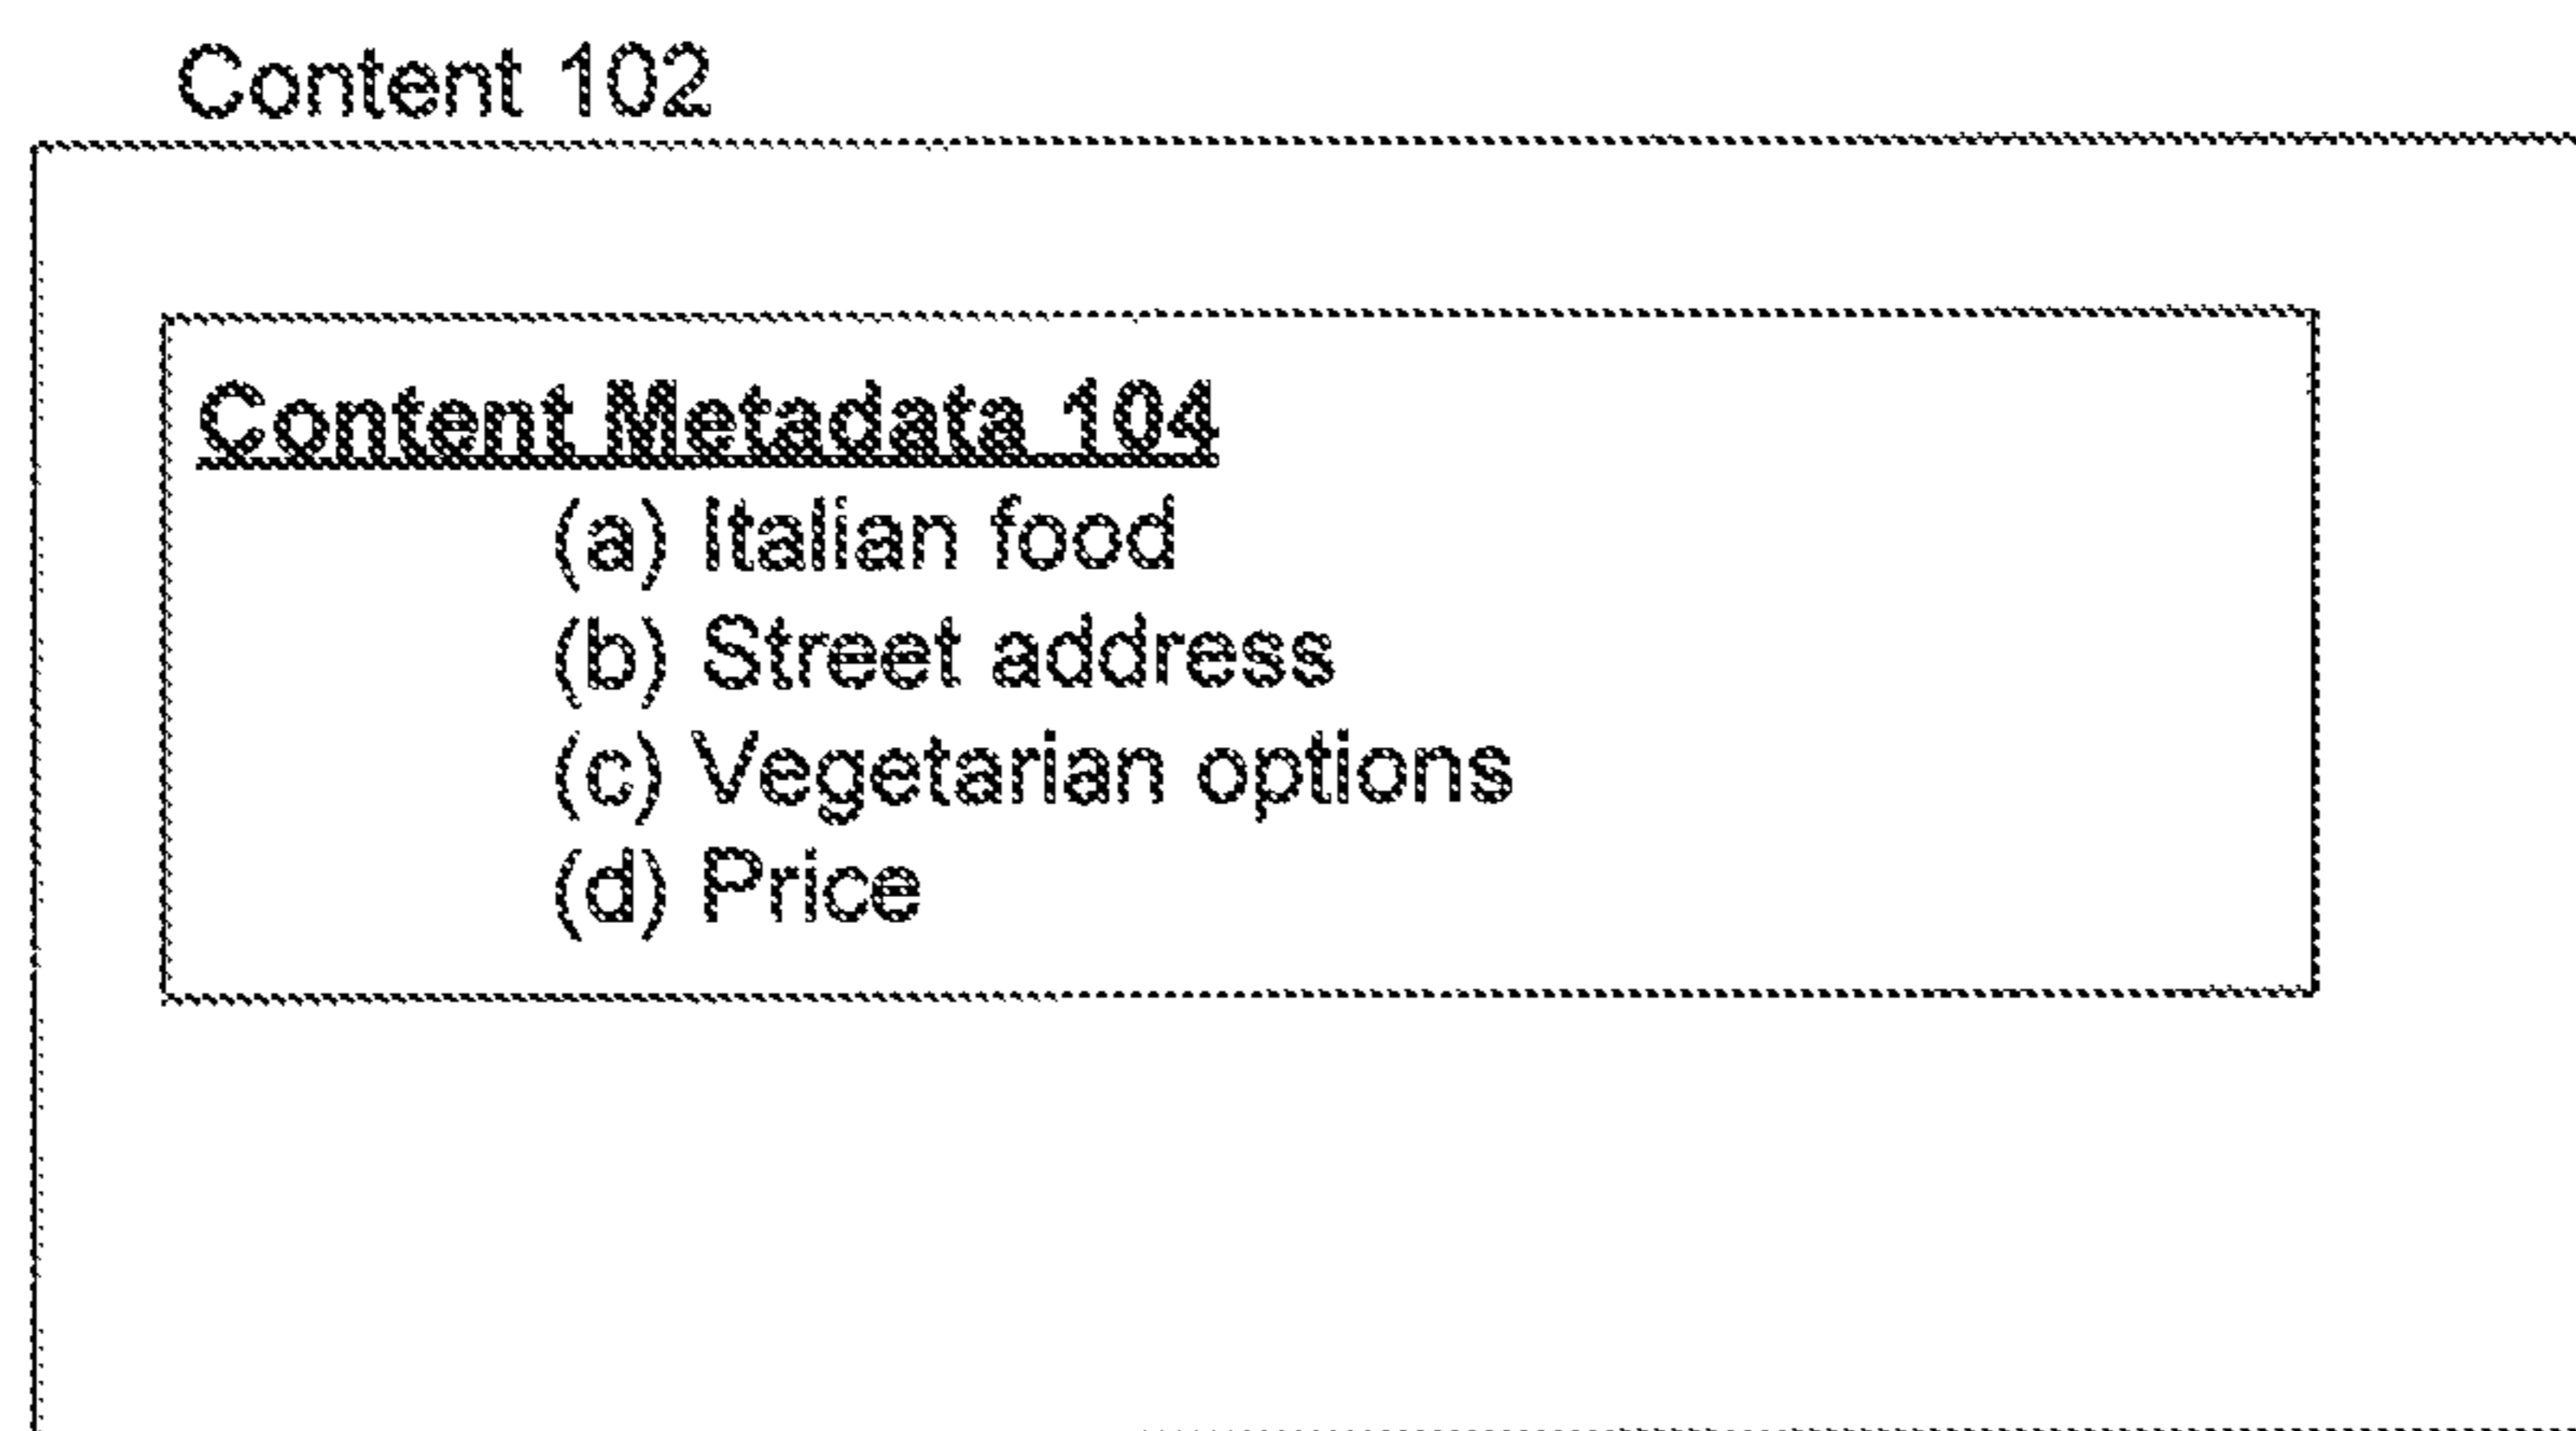 Content 102
Content Metadata 104
(a) Italian food
(b) Street address
(c) Vegetarian options
(d) Price